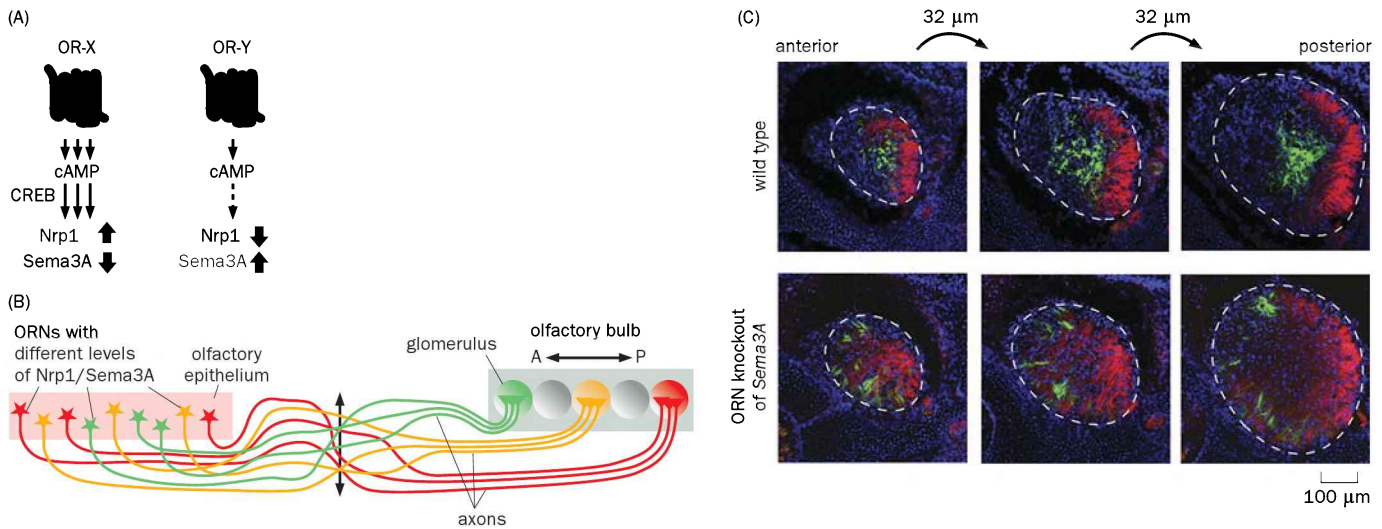 (A)
OR-X
OR-Y
cAMP
cAMP
CREB
Nrp1
Nrp1
Sema3A
Sema3A
(B)
ORNs with
different levels
of Nrp1/Sema3A
olfactory
epithelium
glomerulus
olfactory bulb
A
P
axons
(C)
32 μm
32 μm
anterior
posterior
wild type
ORN knockout
of Sema3A
100 μm